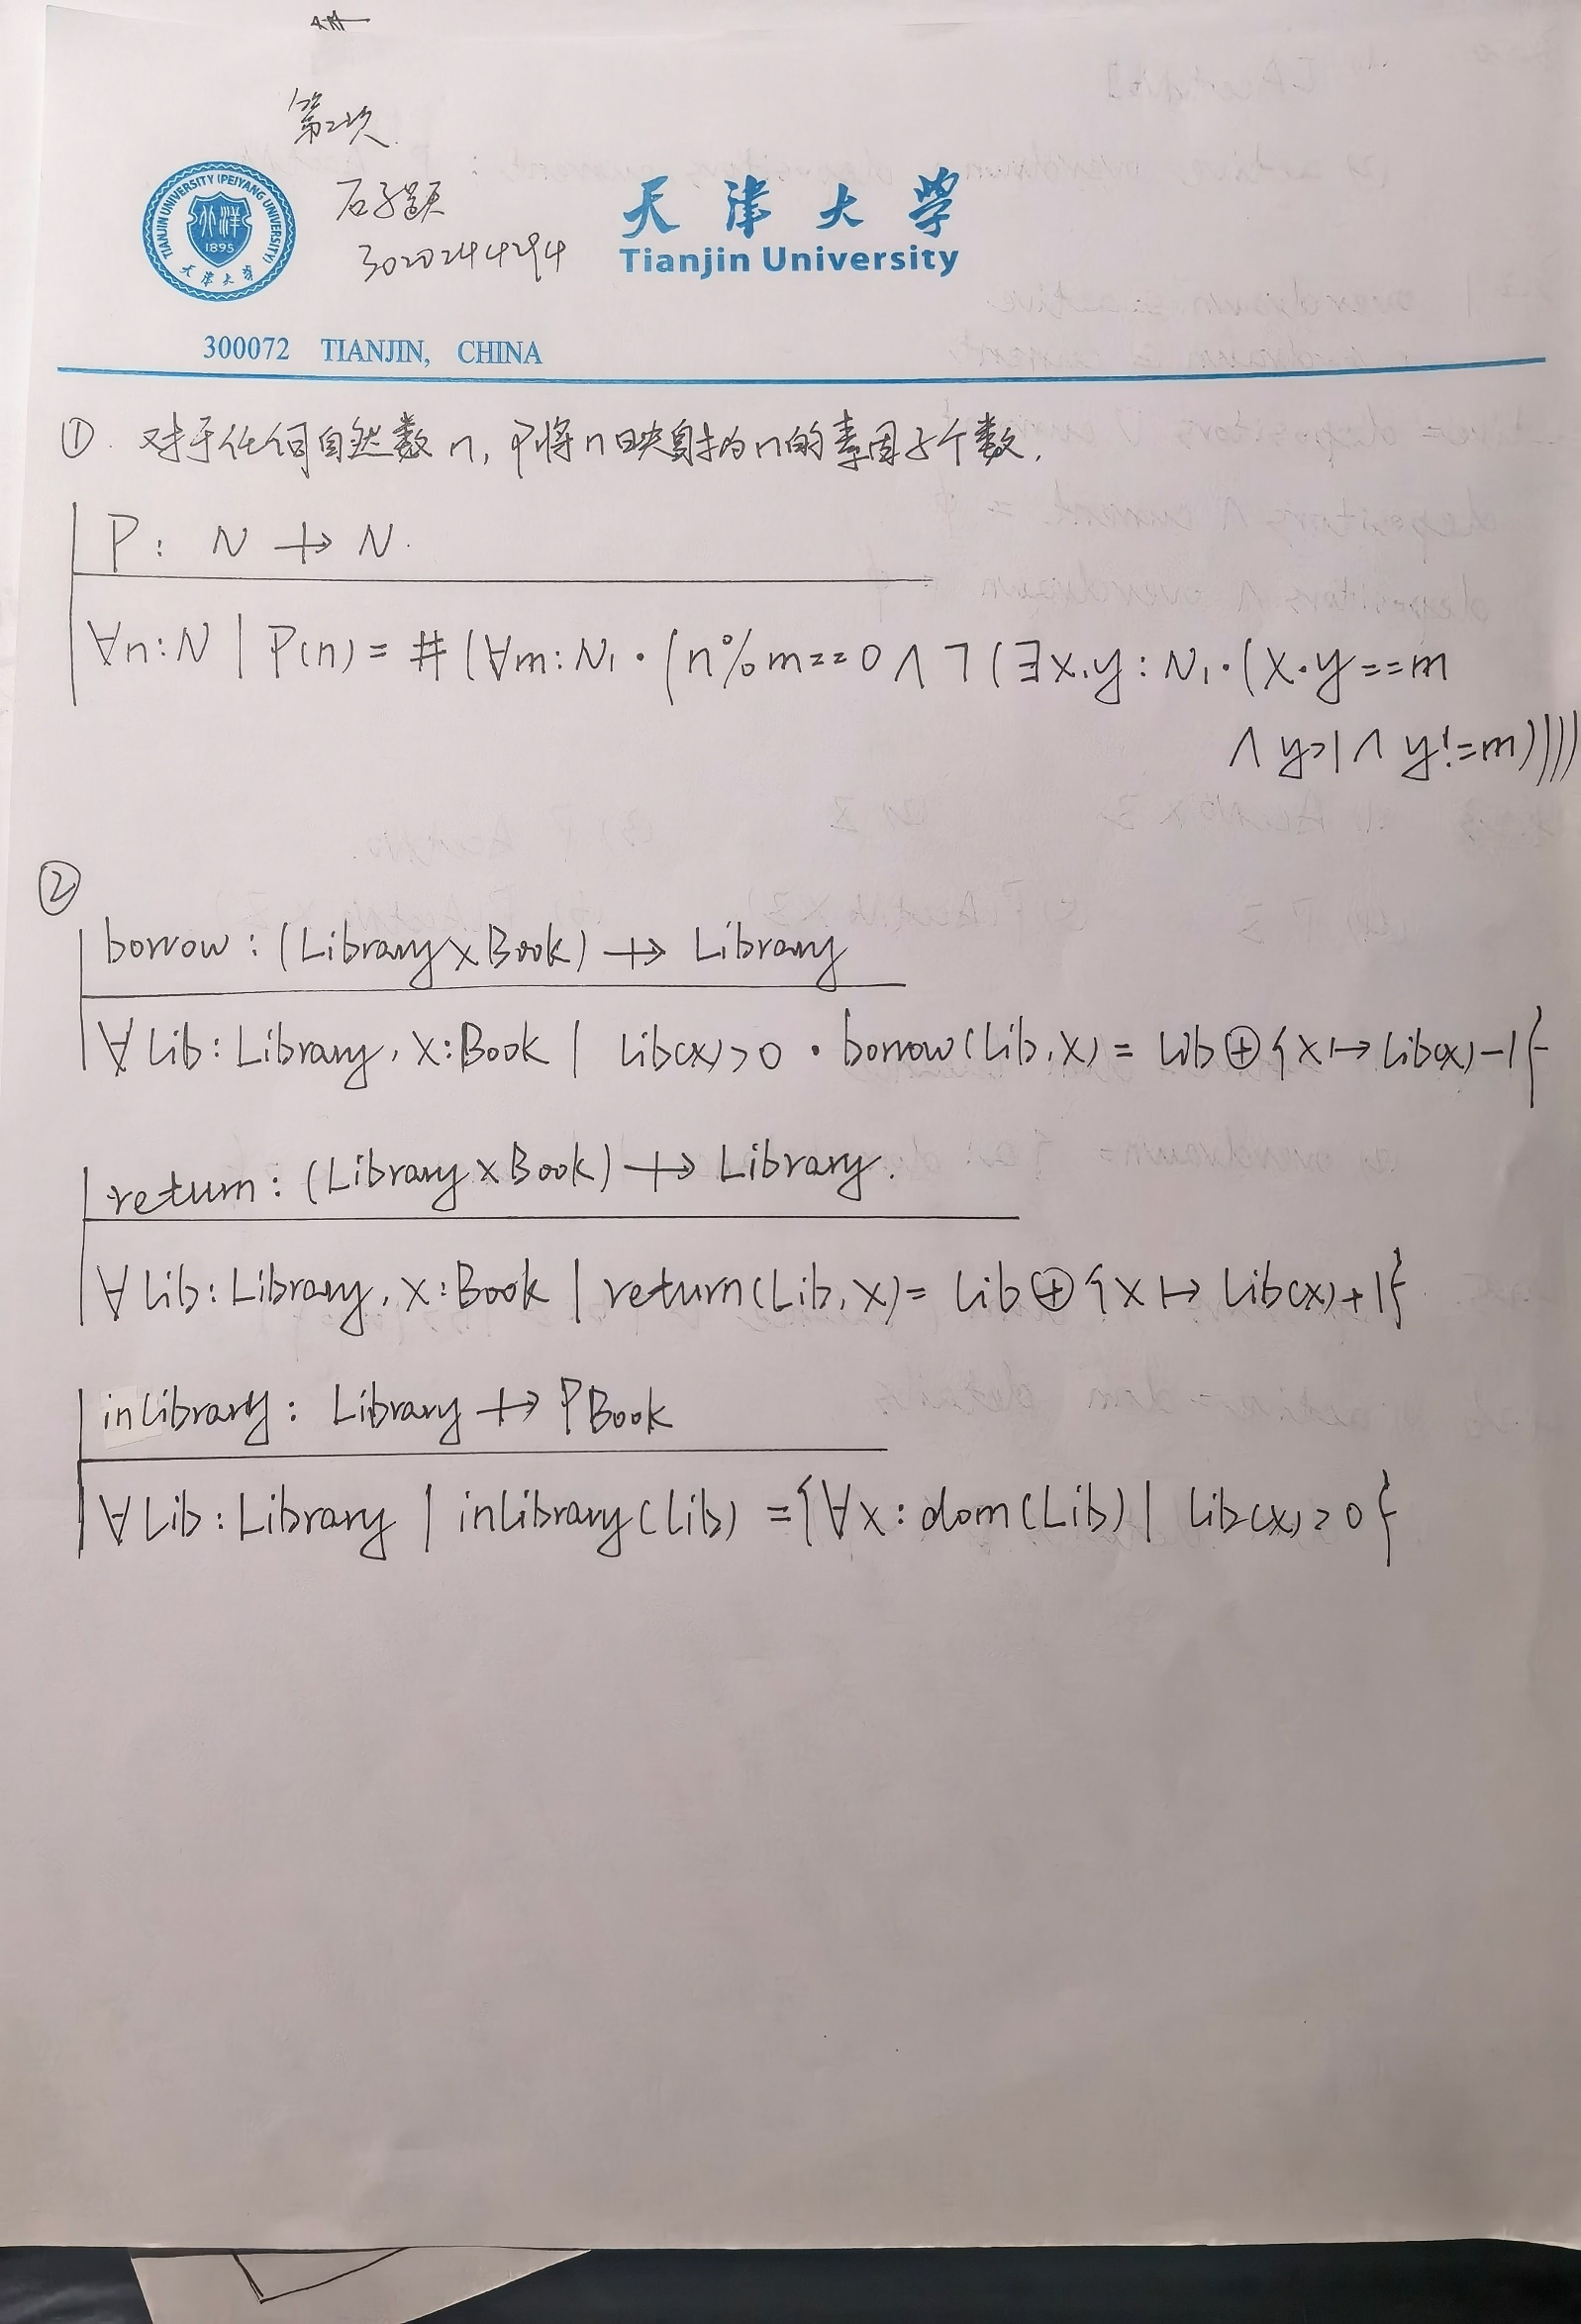 第二次
石子颢
3020244294
TIANJIN UNIVERSITY (PEIYANG UNIVERSITY)
北洋
1895
天津大学
天津大学
Tianjin University
300072 TIANJIN, CHINA
① 对于任何自然数n, P将n映射为n的素因子个数.
P: N ⇸ N.
∀n:N | P(n) = # (∀m:N₁ · (n%m==0 ∧ ¬(∃x,y:N₁·(x·y==m
∧ y>1 ∧ y!=m))))
②
borrow: (Library×Book) ⇸ Library
∀Lib:Library, x:Book | Lib(x)>0 · borrow(Lib,x) = Lib⊕{x↦Lib(x)-1}
return: (Library×Book) ⇸ Library.
∀Lib:Library, x:Book | return(Lib,x) = Lib⊕{x↦Lib(x)+1}
inLibrary: Library ⇸ ℙBook
∀Lib:Library | inLibrary(Lib) = {∀x:dom(Lib) | Lib(x)>0}